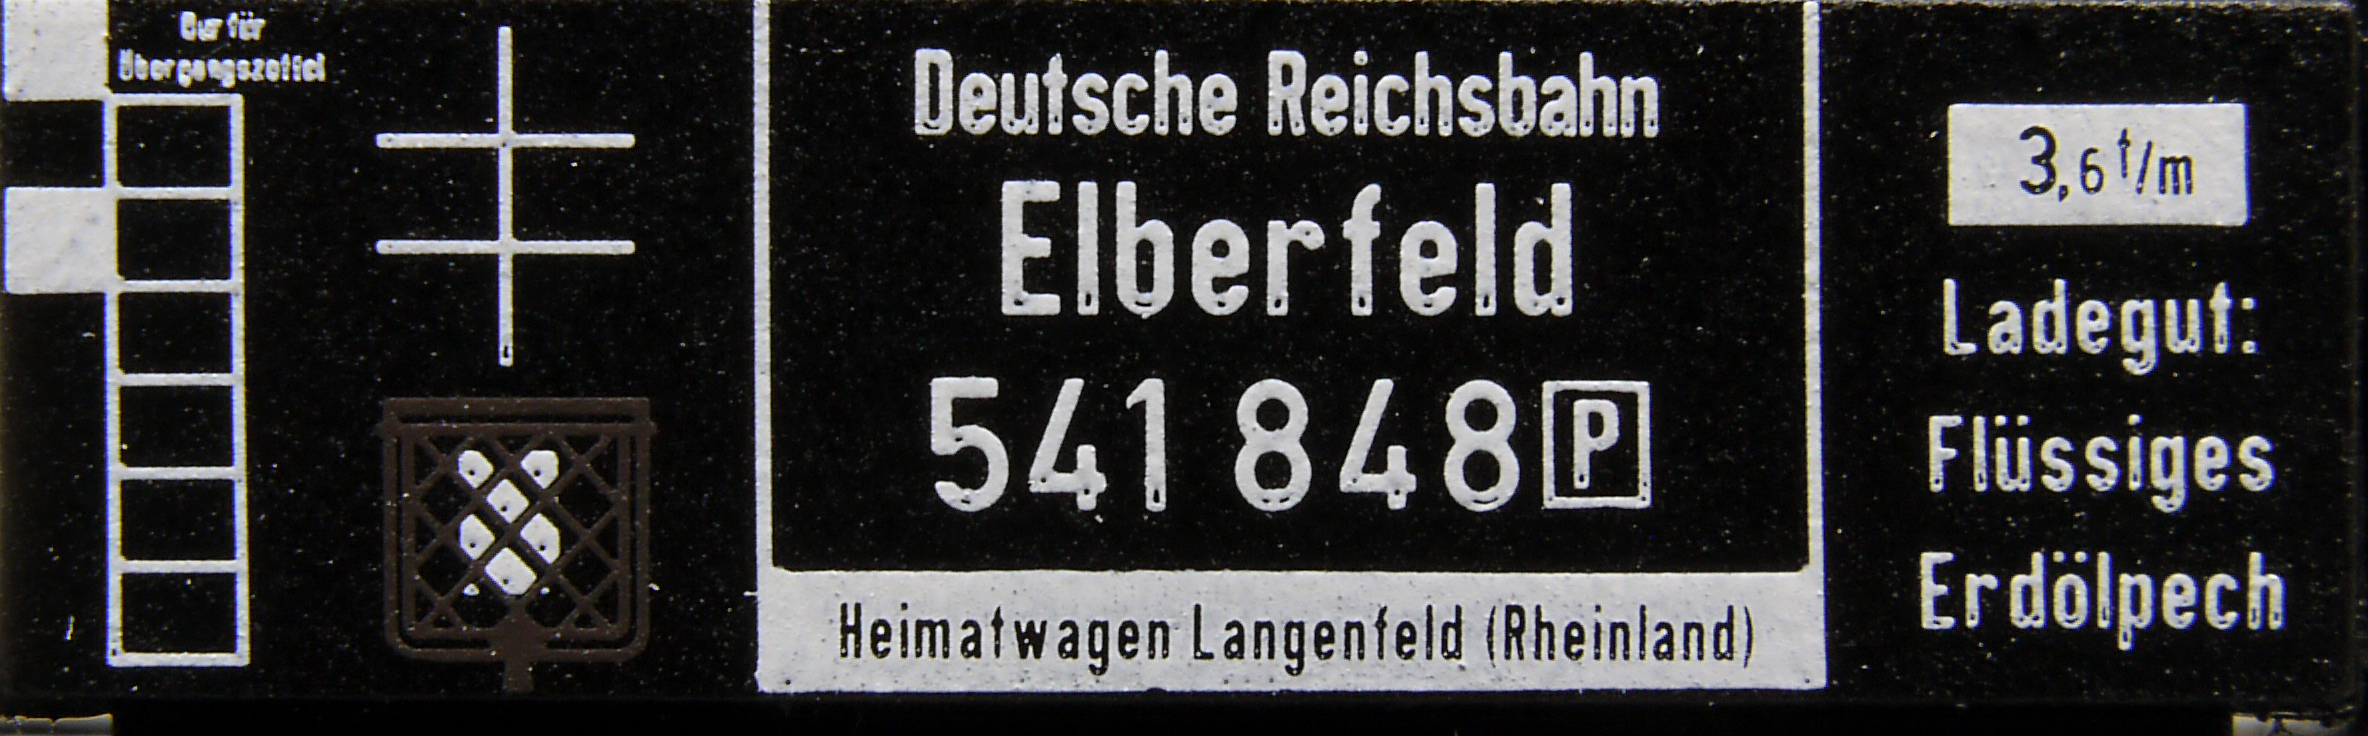 Nur für
Übergangszettel
Deutsche Reichsbahn
Elberfeld
541 848 P
Heimatwagen Langenfeld (Rheinland)
3,6 t/m
Ladegut:
Flüssiges
Erdölpech